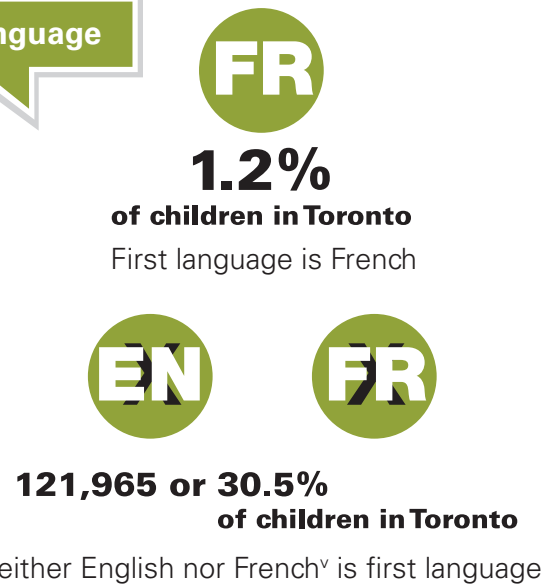 nguage
FR
1.2%
of children in Toronto
First language is French
EN FR
121,965 or 30.5%
of children in Toronto
either English nor Frenchᵛ is first language